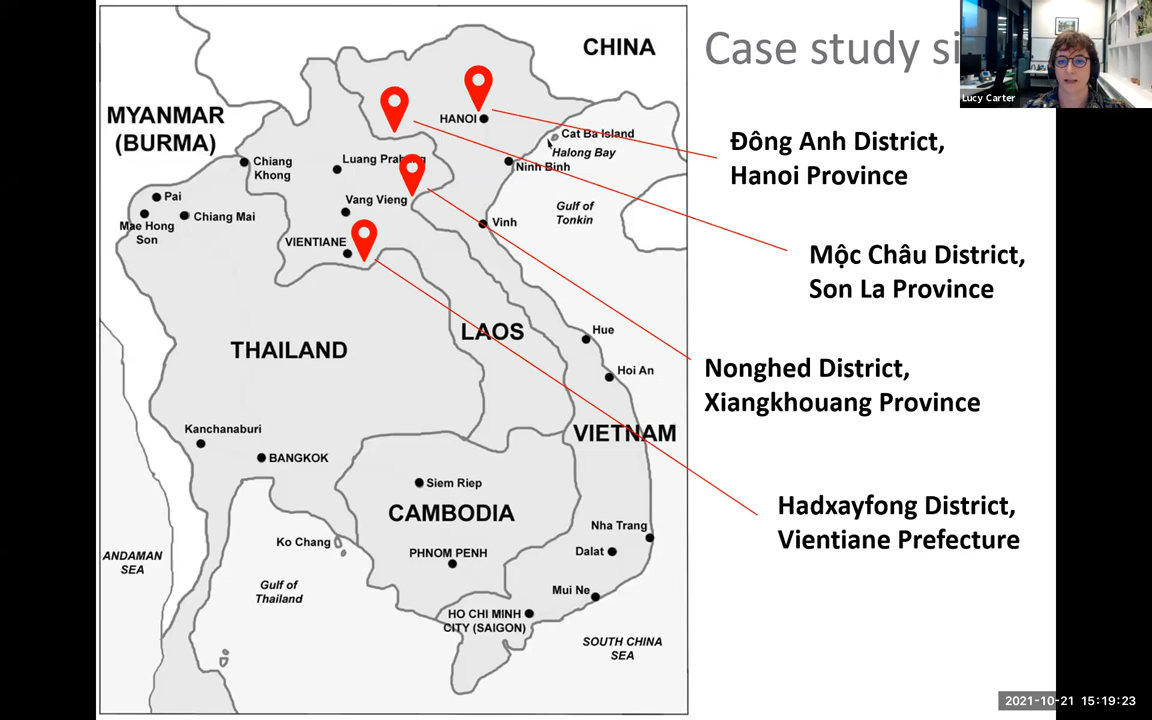 Case study si
Lucy Carter
CHINA
MYANMAR
(BURMA)
HANOI
Cat Ba Island
Halong Bay
Ninh Binh
Chiang
Khong
Luang Prabang
Pai
Vang Vieng
Gulf of
Tonkin
Chiang Mai
Mae Hong
Son
Vinh
VIENTIANE
THAILAND
LAOS
Hue
Hoi An
Kanchanaburi
BANGKOK
VIETNAM
Siem Riep
CAMBODIA
Nha Trang
Ko Chang
PHNOM PENH
Dalat
ANDAMAN
SEA
Gulf of
Thailand
Mui Ne
HO CHI MINH
CITY (SAIGON)
SOUTH CHINA
SEA
Đông Anh District,
Hanoi Province
Mộc Châu District,
Son La Province
Nonghed District,
Xiangkhouang Province
Hadxayfong District,
Vientiane Prefecture
2021-10-21 15:19:23